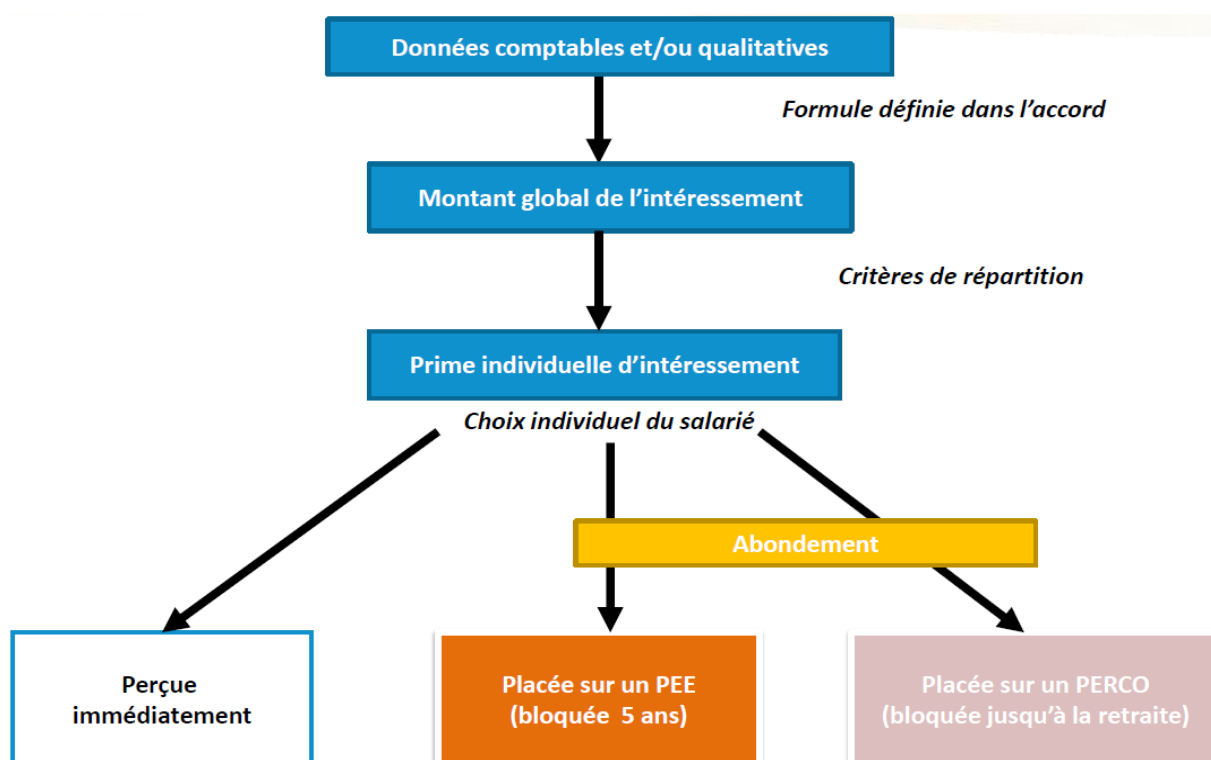 Données comptables et/ou qualitatives
Formule définie dans l’accord
Montant global de l’intéressement
Critères de répartition
Prime individuelle d’intéressement
Choix individuel du salarié
Abondement
Perçue
immédiatement
Placée sur un PEE
(bloquée 5 ans)
Placée sur un PERCO
(bloquée jusqu’à la retraite)